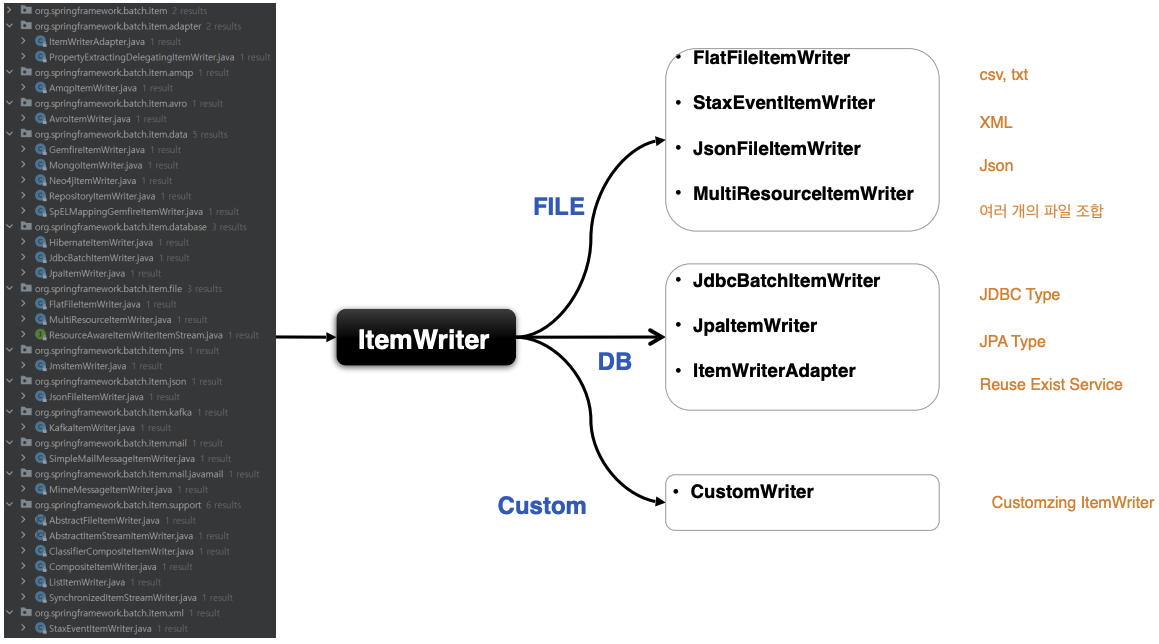 org.springframework.batch.item 2 results
org.springframework.batch.item.adapter 2 results
ItemWriterAdapter.java 1 result
PropertyExtractingDelegatingItemWriter.java 1 result
org.springframework.batch.item.amqp 1 result
AmqpItemWriter.java 1 result
org.springframework.batch.item.avro 1 result
AvroItemWriter.java 1 result
org.springframework.batch.item.data 5 results
GemfireItemWriter.java 1 result
MongoItemWriter.java 1 result
Neo4jItemWriter.java 1 result
RepositoryItemWriter.java 1 result
SpELMappingGemfireItemWriter.java 1 result
org.springframework.batch.item.database 3 results
HibernateItemWriter.java 1 result
JdbcBatchItemWriter.java 1 result
JpaItemWriter.java 1 result
org.springframework.batch.item.file 3 results
FlatFileItemWriter.java 1 result
MultiResourceItemWriter.java 1 result
ResourceAwareItemWriterItemStream.java 1 result
org.springframework.batch.item.jms 1 result
JmsItemWriter.java 1 result
org.springframework.batch.item.json 1 result
JsonFileItemWriter.java 1 result
org.springframework.batch.item.kafka 1 result
KafkaItemWriter.java 1 result
org.springframework.batch.item.mail 1 result
SimpleMailMessageItemWriter.java 1 result
org.springframework.batch.item.mail.javamail 1 result
MimeMessageItemWriter.java 1 result
org.springframework.batch.item.support 6 results
AbstractFileItemWriter.java 1 result
AbstractItemStreamItemWriter.java 1 result
ClassifierCompositeItemWriter.java 1 result
CompositeItemWriter.java 1 result
ListItemWriter.java 1 result
SynchronizedItemStreamWriter.java 1 result
org.springframework.batch.item.xml 1 result
StaxEventItemWriter.java 1 result
ItemWriter
FILE
• FlatFileItemWriter
csv, txt
• StaxEventItemWriter
XML
• JsonFileItemWriter
Json
• MultiResourceItemWriter
여러 개의 파일 조합
DB
• JdbcBatchItemWriter
JDBC Type
• JpaItemWriter
JPA Type
• ItemWriterAdapter
Reuse Exist Service
Custom
• CustomWriter
Customzing ItemWriter